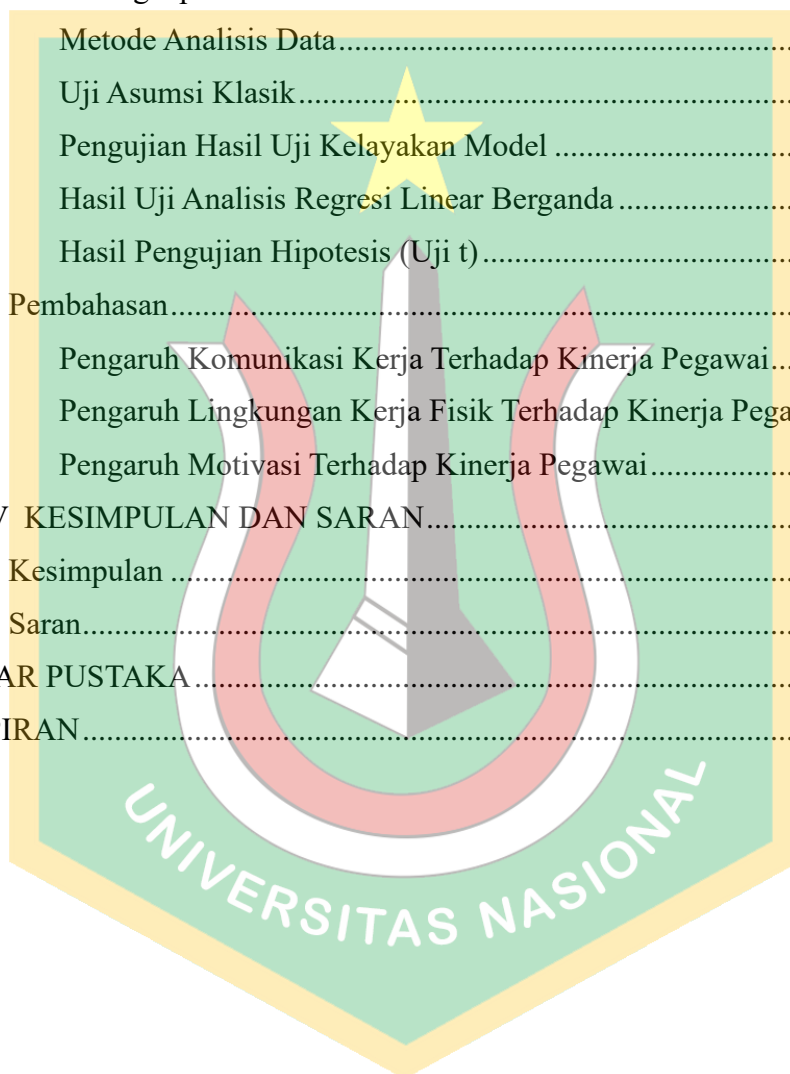 Metode Analisis Data....................................................
Uji Asumsi Klasik.........................................................
Pengujian Hasil Uji Kelayakan Model .............................
Hasil Uji Analisis Regresi Linear Berganda .....................
Hasil Pengujian Hipotesis (Uji t) .....................................
Pembahasan............................................................................
Pengaruh Komunikasi Kerja Terhadap Kinerja Pegawai...
Pengaruh Lingkungan Kerja Fisik Terhadap Kinerja Pega
Pengaruh Motivasi Terhadap Kinerja Pegawai..................
KESIMPULAN DAN SARAN.............................................
Kesimpulan ............................................................................
Saran.......................................................................................
AR PUSTAKA ..........................................................................
PIRAN........................................................................................
UNIVERSITAS NASIONAL